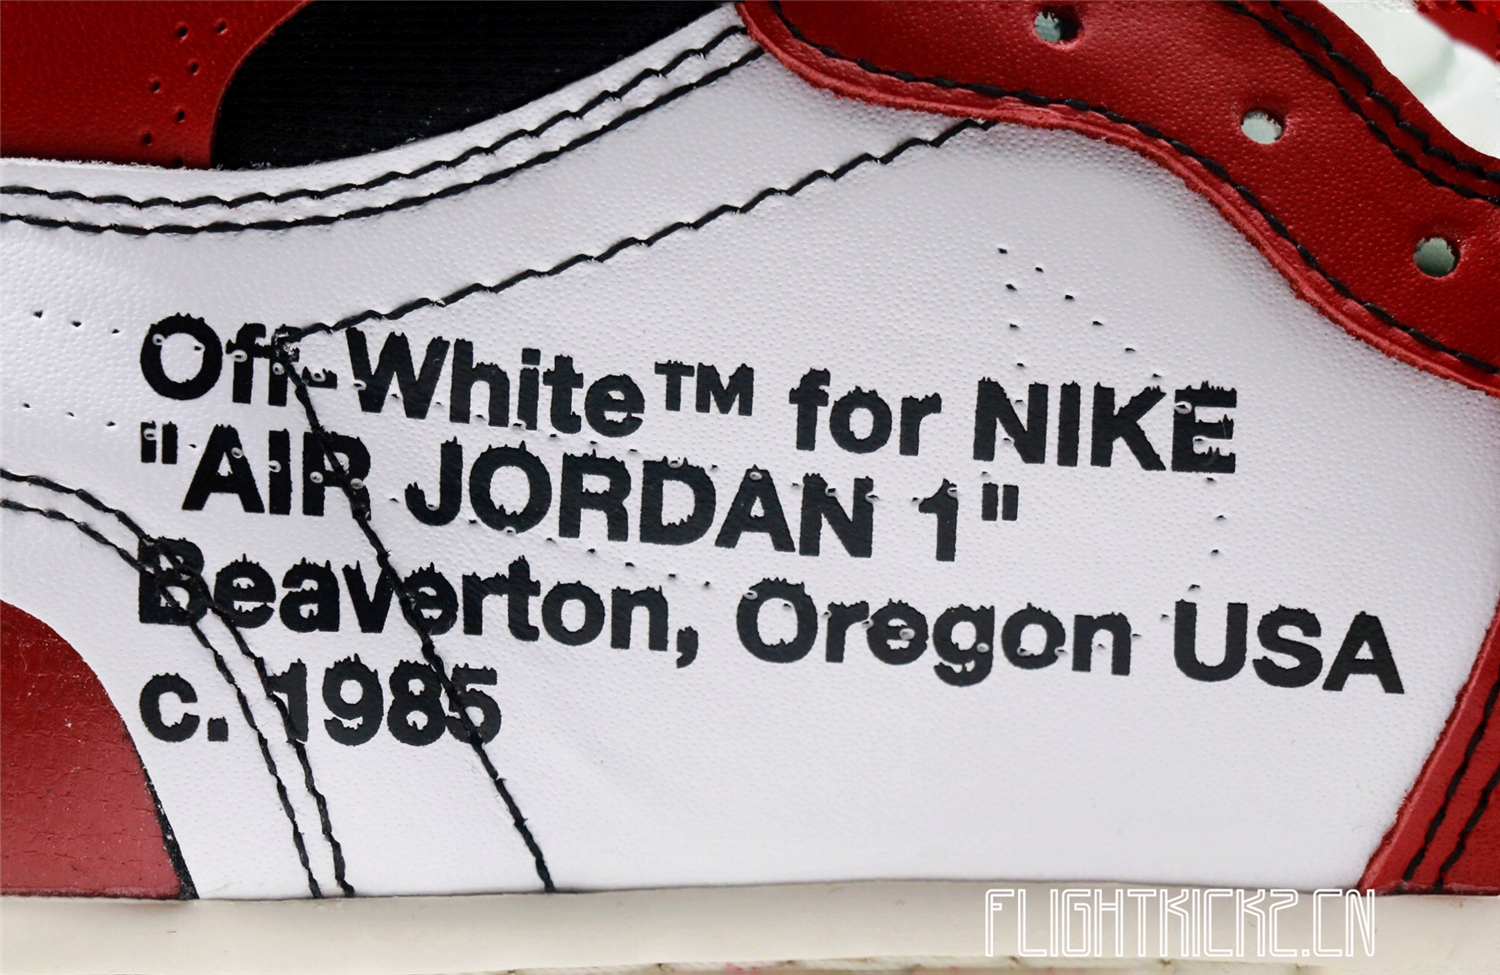 Off-White™ for NIKE
"AIR JORDAN 1"
Beaverton, Oregon USA
c. 1985
FLIGHTKICKZ.CN